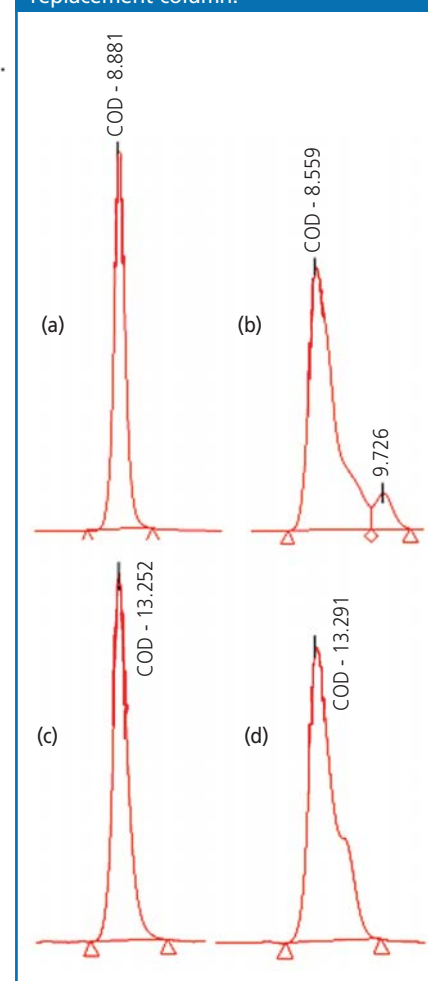 replacement column.
COD - 8.881
COD - 8.559
(a)
(b)
9.726
COD - 13.252
COD - 13.291
(c)
(d)